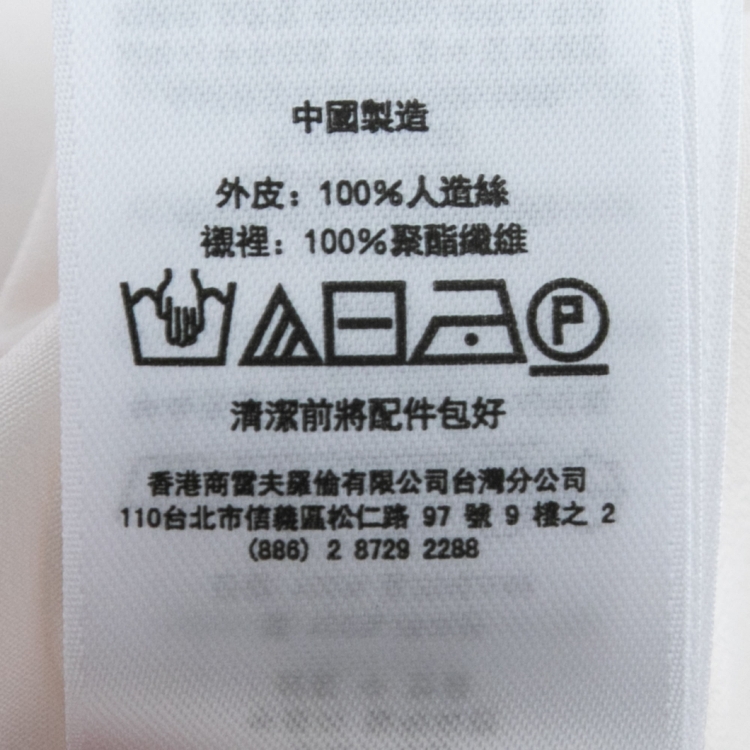 中國製造
外皮：100%人造絲
襯裡：100%聚酯纖維
P
清潔前將配件包好
香港商雷夫羅倫有限公司台灣分公司
110台北市信義區松仁路 97 號 9 樓之 2
(886) 2 8729 2288